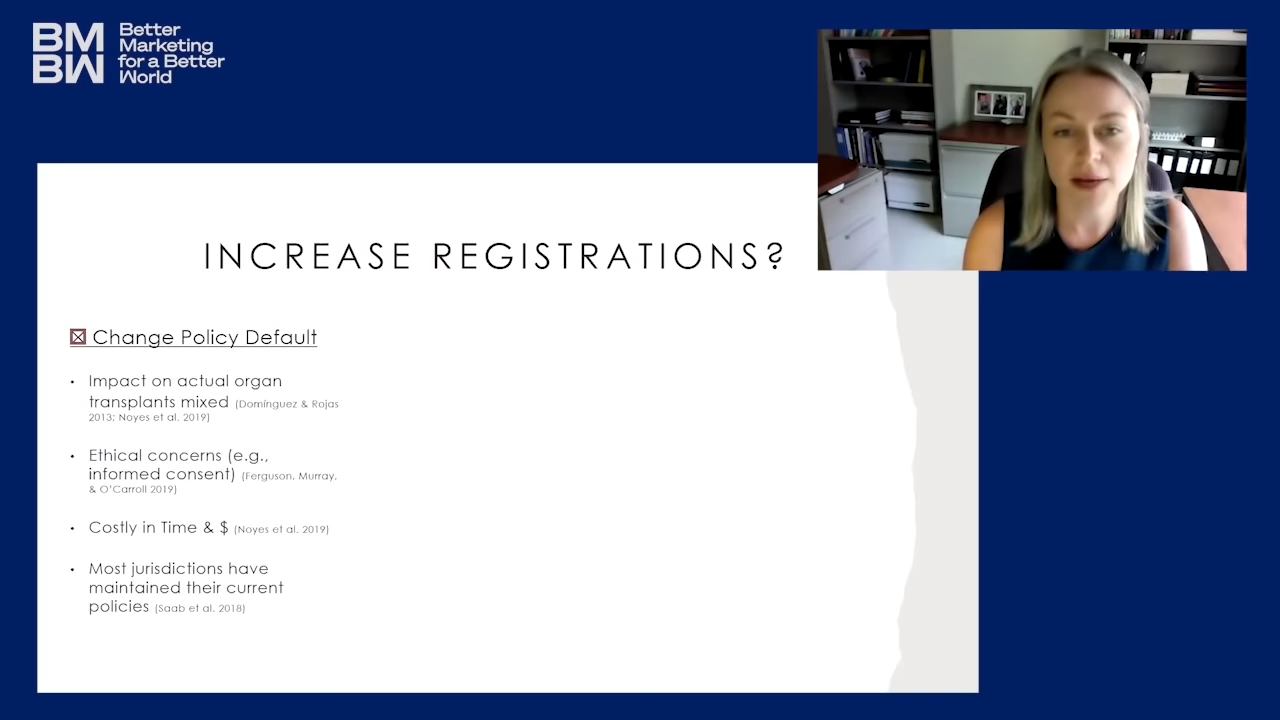 BM
BW
Better
Marketing
for a Better
World
INCREASE REGISTRATIONS?
☒ Change Policy Default
• Impact on actual organ
transplants mixed (Domínguez & Rojas
2013; Noyes et al. 2019)
• Ethical concerns (e.g.,
informed consent) (Ferguson, Murray,
& O’Carroll 2019)
• Costly in Time & $ (Noyes et al. 2019)
• Most jurisdictions have
maintained their current
policies (Saab et al. 2018)